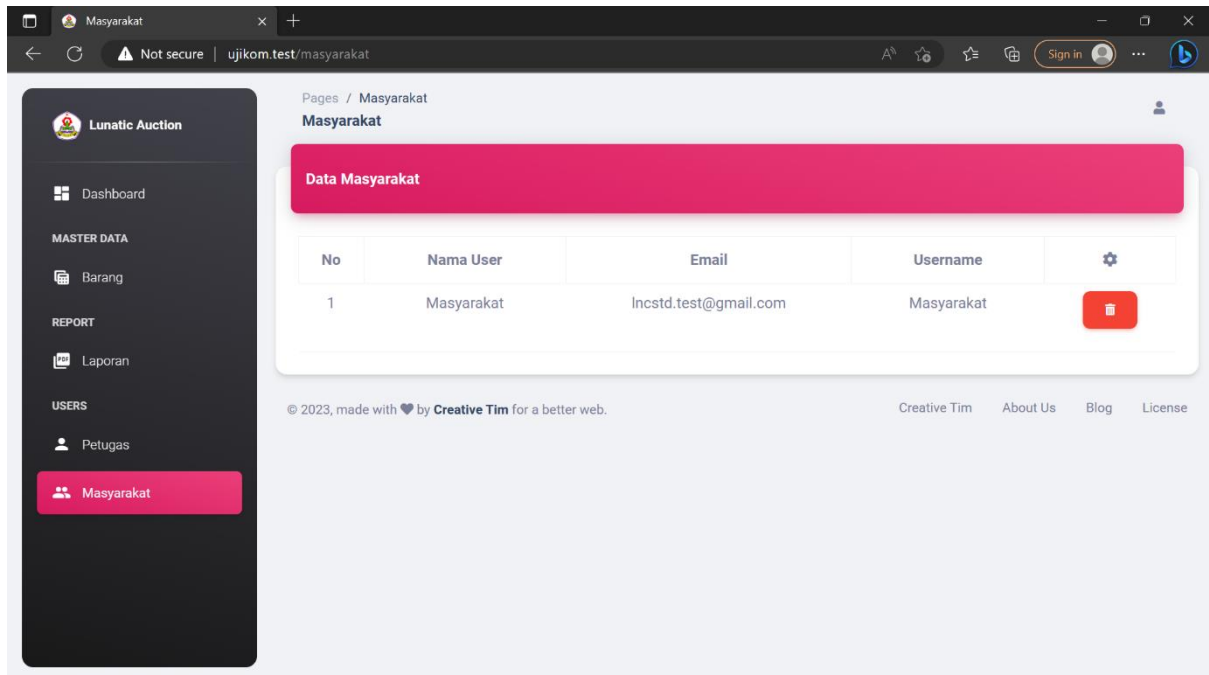 Masyarakat
Not secure | ujikom.test/masyarakat
Sign in
Lunatic Auction
Dashboard
MASTER DATA
Barang
REPORT
PDF Laporan
USERS
Petugas
Masyarakat
Pages / Masyarakat
Masyarakat
Data Masyarakat
No Nama User Email Username
1 Masyarakat lncstd.test@gmail.com Masyarakat
© 2023, made with by Creative Tim for a better web.
Creative Tim About Us Blog License